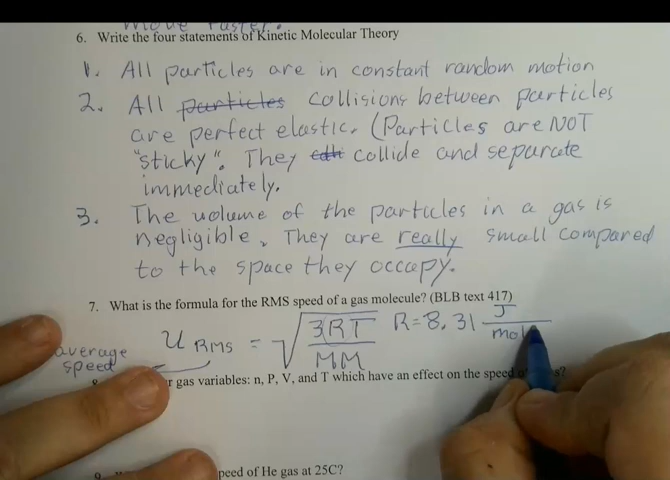 move faster.
6. Write the four statements of Kinetic Molecular Theory
1. All particles are in constant random motion
2. All particles collisions between particles
are perfect elastic. (Particles are NOT
"sticky". They collide and separate
immediately.
3. The volume of the particles in a gas is
negligible. They are really small compared
to the space they occupy.
7. What is the formula for the RMS speed of a gas molecule? (BLB text 417)
average speed
U RMS = √(3RT/MM) R=8.31 J/mol
gas variables: n, P, V, and T which have an effect on the speed
peed of He gas at 25C?